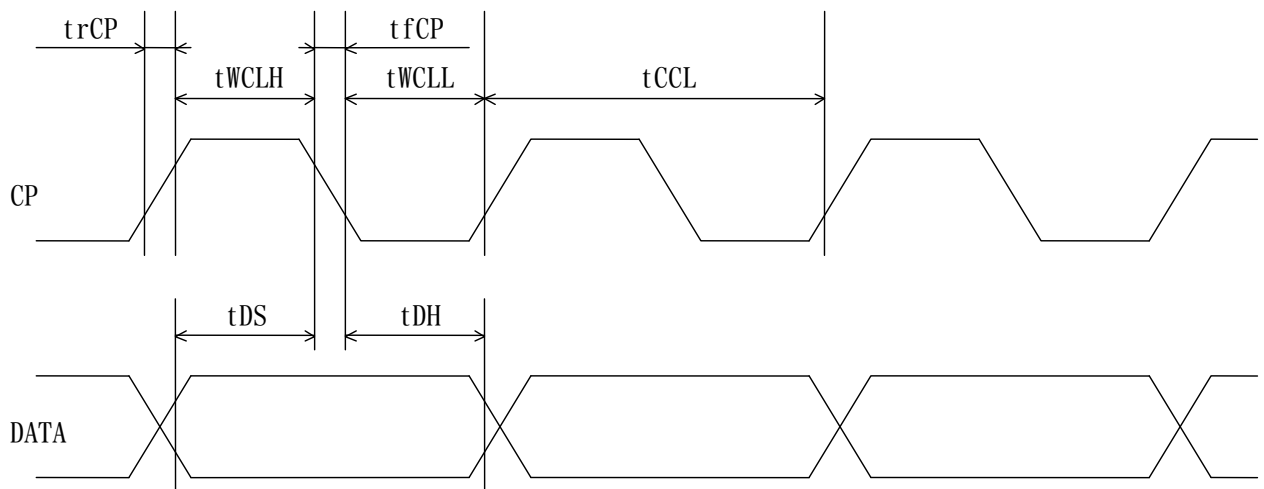 trCP
tfCP
tWCLH
tWCLL
tCCL
CP
tDS
tDH
DATA